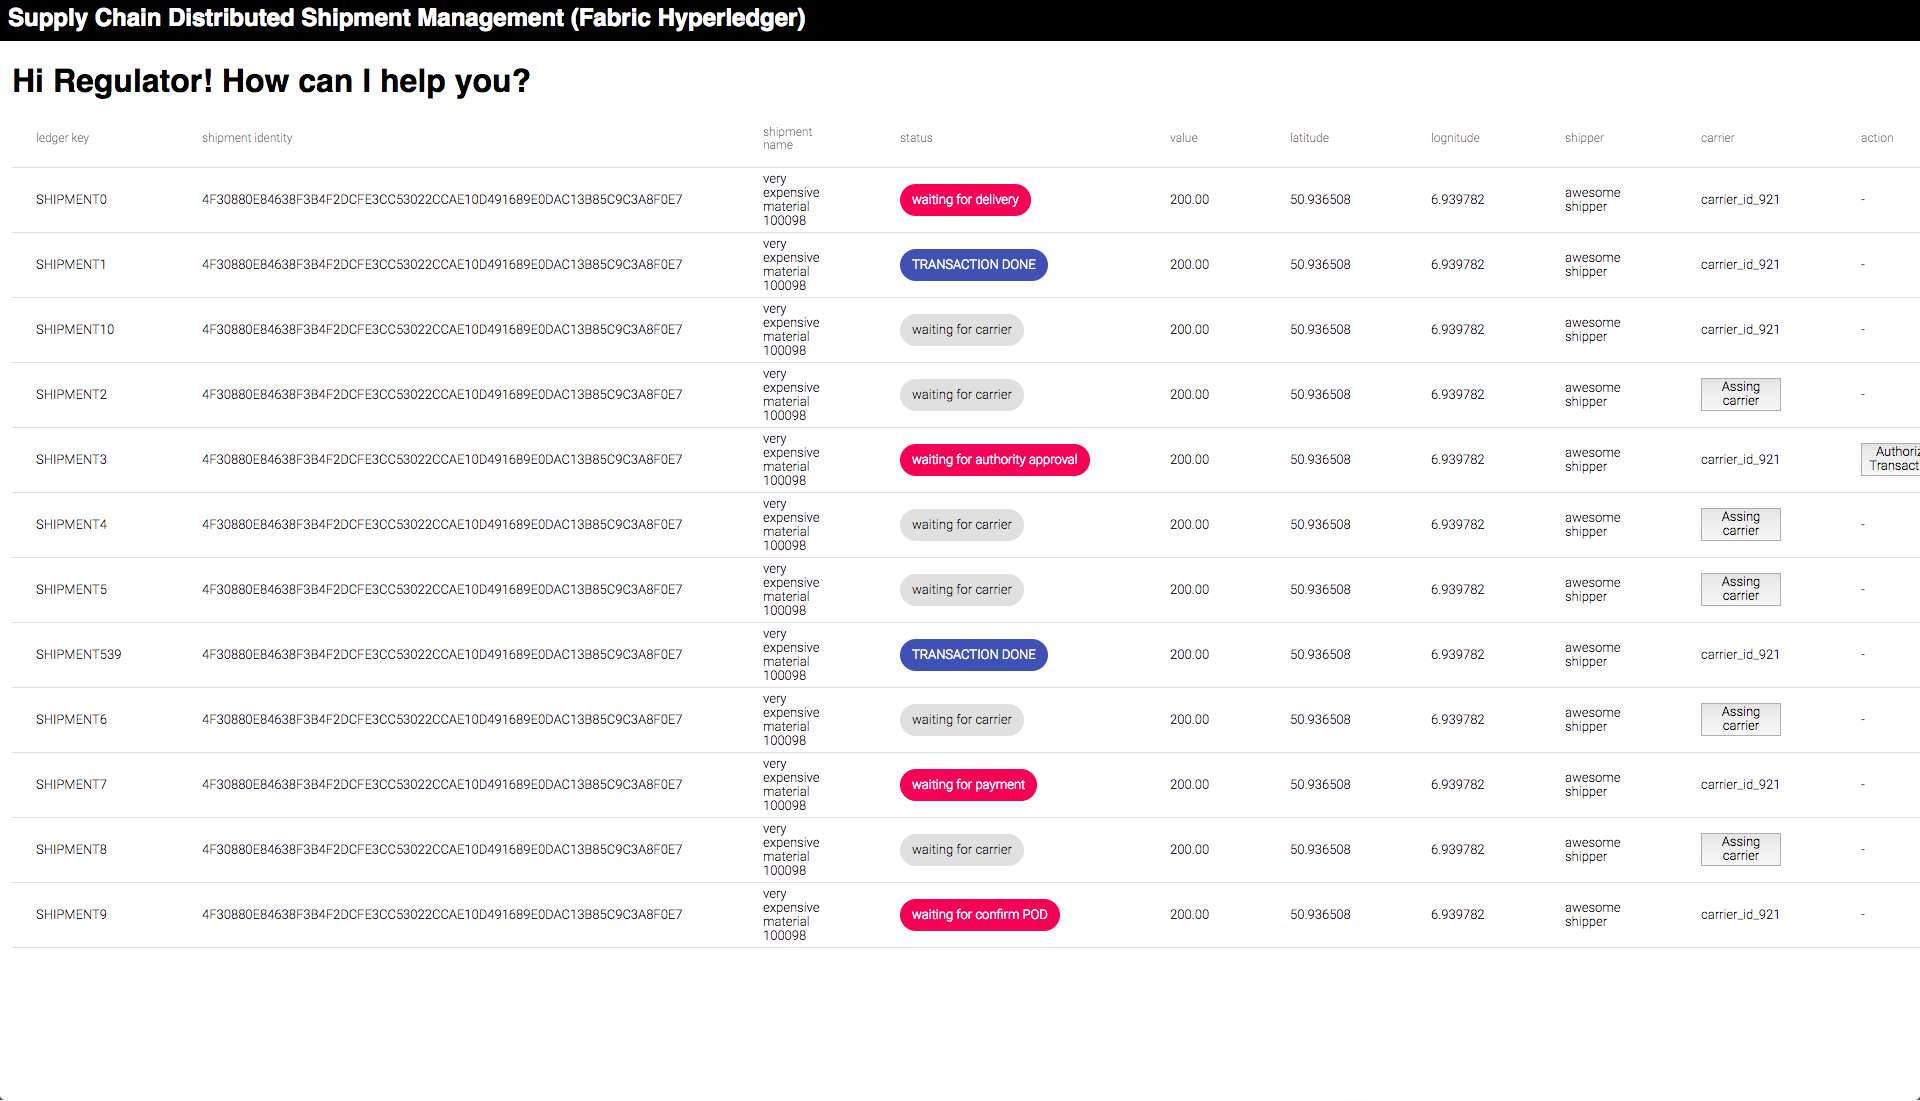 Supply Chain Distributed Shipment Management (Fabric Hyperledger)
Hi Regulator! How can I help you?
ledger key shipment identity shipment name status value latitude lognitude shipper carrier action
SHIPMENT0 4F30880E84638F3B4F2DCFE3CC53022CCAE10D491689E0DAC13B85C9C3A8F0E7 very expensive material 100098 waiting for delivery 200.00 50.936508 6.939782 awesome shipper carrier_id_921 -
SHIPMENT1 4F30880E84638F3B4F2DCFE3CC53022CCAE10D491689E0DAC13B85C9C3A8F0E7 very expensive material 100098 TRANSACTION DONE 200.00 50.936508 6.939782 awesome shipper carrier_id_921 -
SHIPMENT10 4F30880E84638F3B4F2DCFE3CC53022CCAE10D491689E0DAC13B85C9C3A8F0E7 very expensive material 100098 waiting for carrier 200.00 50.936508 6.939782 awesome shipper carrier_id_921 -
SHIPMENT2 4F30880E84638F3B4F2DCFE3CC53022CCAE10D491689E0DAC13B85C9C3A8F0E7 very expensive material 100098 waiting for carrier 200.00 50.936508 6.939782 awesome shipper Assing carrier -
SHIPMENT3 4F30880E84638F3B4F2DCFE3CC53022CCAE10D491689E0DAC13B85C9C3A8F0E7 very expensive material 100098 waiting for authority approval 200.00 50.936508 6.939782 awesome shipper carrier_id_921 Authoriz Transact
SHIPMENT4 4F30880E84638F3B4F2DCFE3CC53022CCAE10D491689E0DAC13B85C9C3A8F0E7 very expensive material 100098 waiting for carrier 200.00 50.936508 6.939782 awesome shipper Assing carrier -
SHIPMENT5 4F30880E84638F3B4F2DCFE3CC53022CCAE10D491689E0DAC13B85C9C3A8F0E7 very expensive material 100098 waiting for carrier 200.00 50.936508 6.939782 awesome shipper Assing carrier -
SHIPMENT539 4F30880E84638F3B4F2DCFE3CC53022CCAE10D491689E0DAC13B85C9C3A8F0E7 very expensive material 100098 TRANSACTION DONE 200.00 50.936508 6.939782 awesome shipper carrier_id_921 -
SHIPMENT6 4F30880E84638F3B4F2DCFE3CC53022CCAE10D491689E0DAC13B85C9C3A8F0E7 very expensive material 100098 waiting for carrier 200.00 50.936508 6.939782 awesome shipper Assing carrier -
SHIPMENT7 4F30880E84638F3B4F2DCFE3CC53022CCAE10D491689E0DAC13B85C9C3A8F0E7 very expensive material 100098 waiting for payment 200.00 50.936508 6.939782 awesome shipper carrier_id_921 -
SHIPMENT8 4F30880E84638F3B4F2DCFE3CC53022CCAE10D491689E0DAC13B85C9C3A8F0E7 very expensive material 100098 waiting for carrier 200.00 50.936508 6.939782 awesome shipper Assing carrier -
SHIPMENT9 4F30880E84638F3B4F2DCFE3CC53022CCAE10D491689E0DAC13B85C9C3A8F0E7 very expensive material 100098 waiting for confirm POD 200.00 50.936508 6.939782 awesome shipper carrier_id_921 -